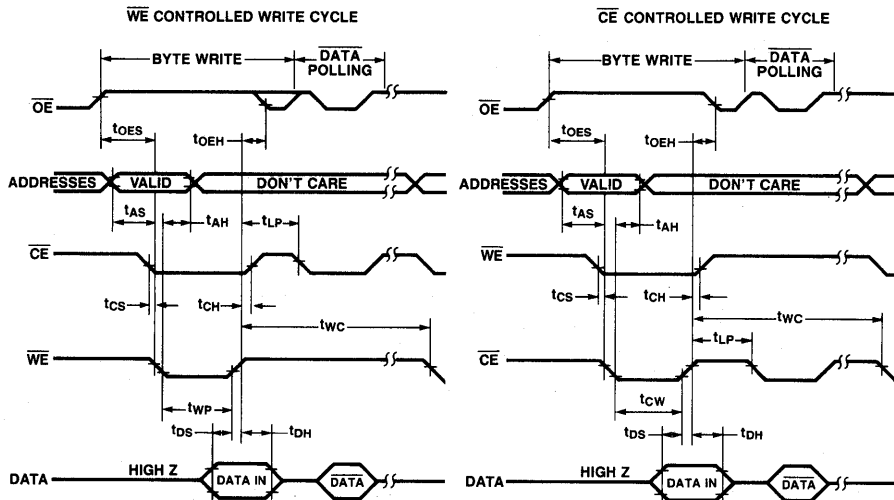 WE CONTROLLED WRITE CYCLE
BYTE WRITE
DATA POLLING
OE
tOES
tOEH
ADDRESSES
VALID
DON'T CARE
tAS
tAH
tLP
CE
tCS
tCH
tWC
WE
tWP
tDS
tDH
DATA
HIGH Z
DATA IN
DATA
CE CONTROLLED WRITE CYCLE
BYTE WRITE
DATA POLLING
OE
tOES
tOEH
ADDRESSES
VALID
DON'T CARE
tAS
tAH
WE
tCS
tCH
tWC
tLP
CE
tCW
tDS
tDH
DATA
HIGH Z
DATA IN
DATA